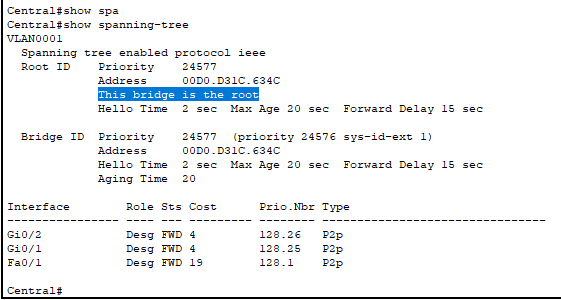 Central#show spa
Central#show spanning-tree
VLAN0001
  Spanning tree enabled protocol ieee
  Root ID    Priority    24577
             Address     00D0.D31C.634C
             This bridge is the root
             Hello Time  2 sec  Max Age 20 sec  Forward Delay 15 sec

  Bridge ID  Priority    24577  (priority 24576 sys-id-ext 1)
             Address     00D0.D31C.634C
             Hello Time  2 sec  Max Age 20 sec  Forward Delay 15 sec
             Aging Time  20

Interface        Role Sts Cost      Prio.Nbr Type
---------------- ---- --- --------- -------- --------------------------------
Gi0/2            Desg FWD 4         128.26   P2p
Gi0/1            Desg FWD 4         128.25   P2p
Fa0/1            Desg FWD 19        128.1    P2p

Central#